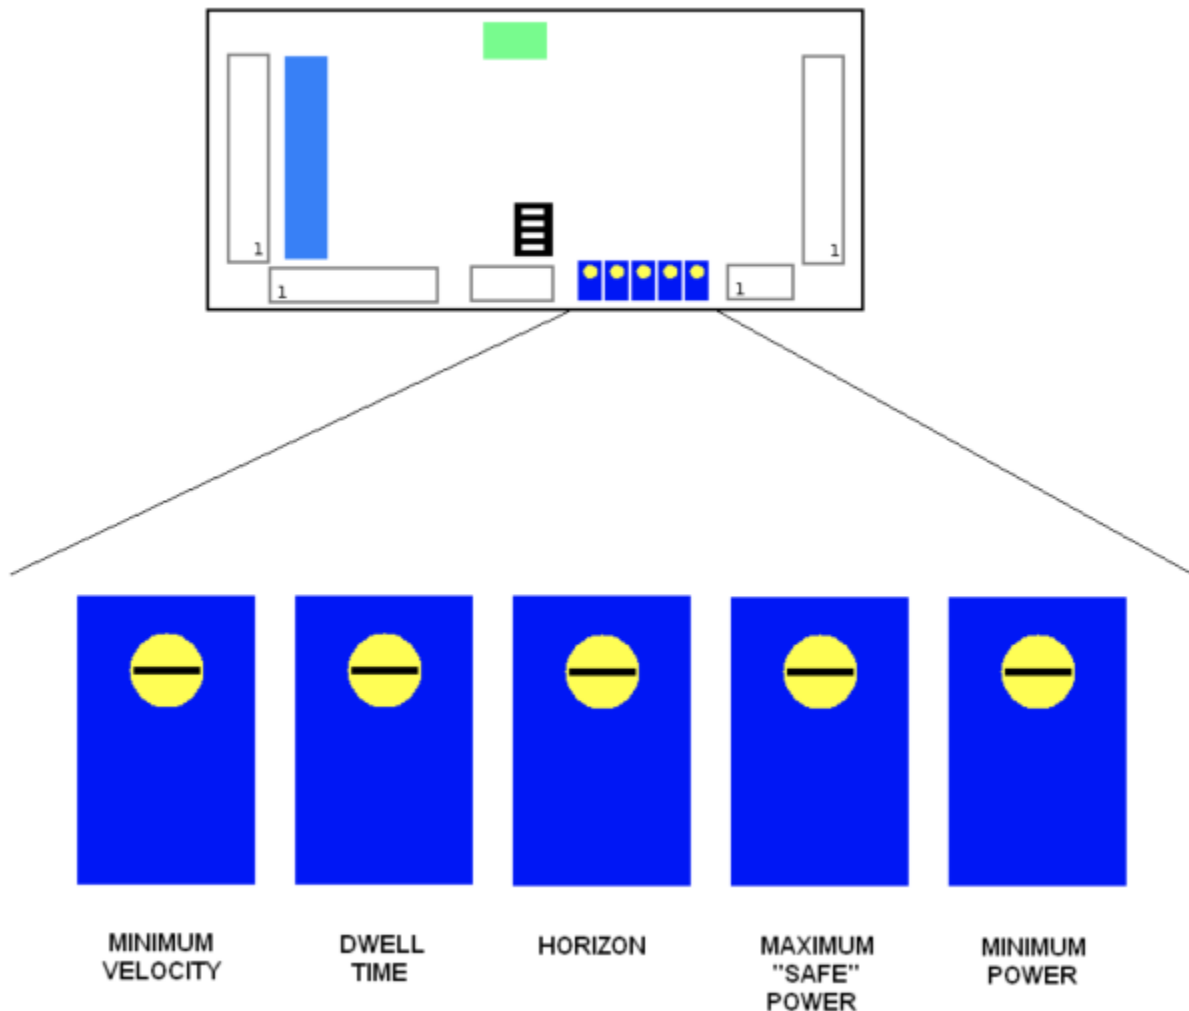 1
1
1
1
MINIMUM
VELOCITY
DWELL
TIME
HORIZON
MAXIMUM
"SAFE"
POWER
MINIMUM
POWER